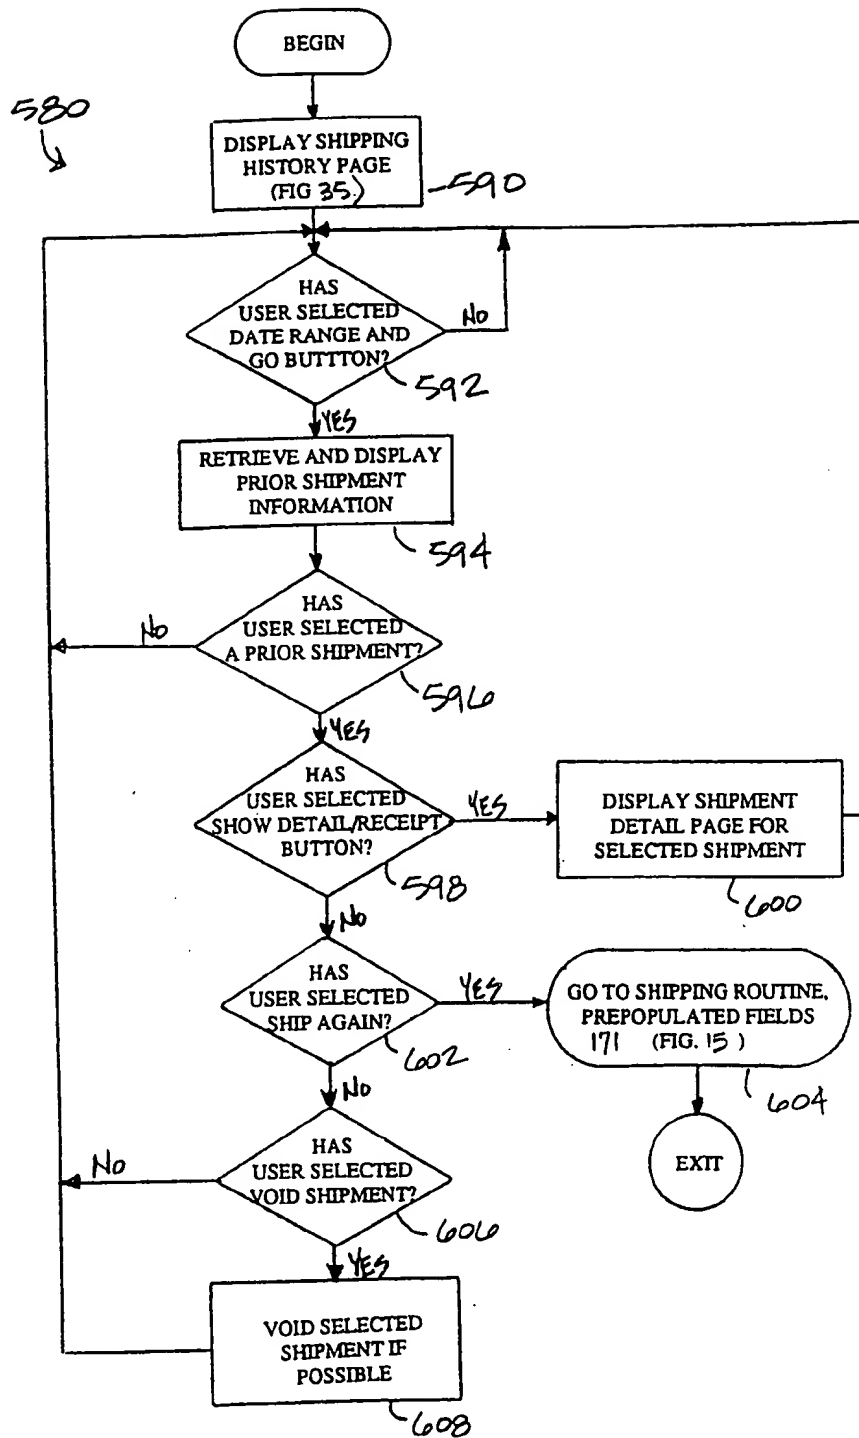 BEGIN
580
DISPLAY SHIPPING
HISTORY PAGE
(FIG 35.)
590
HAS
USER SELECTED
DATE RANGE AND
GO BUTTTON?
No
592
YES
RETRIEVE AND DISPLAY
PRIOR SHIPMENT
INFORMATION
594
HAS
USER SELECTED
A PRIOR SHIPMENT?
No
596
YES
HAS
USER SELECTED
SHOW DETAIL/RECEIPT
BUTTON?
YES
598
DISPLAY SHIPMENT
DETAIL PAGE FOR
SELECTED SHIPMENT
600
No
HAS
USER SELECTED
SHIP AGAIN?
YES
602
GO TO SHIPPING ROUTINE,
PREPOPULATED FIELDS
171 (FIG. 15)
604
EXIT
No
HAS
USER SELECTED
VOID SHIPMENT?
No
606
YES
VOID SELECTED
SHIPMENT IF
POSSIBLE
608